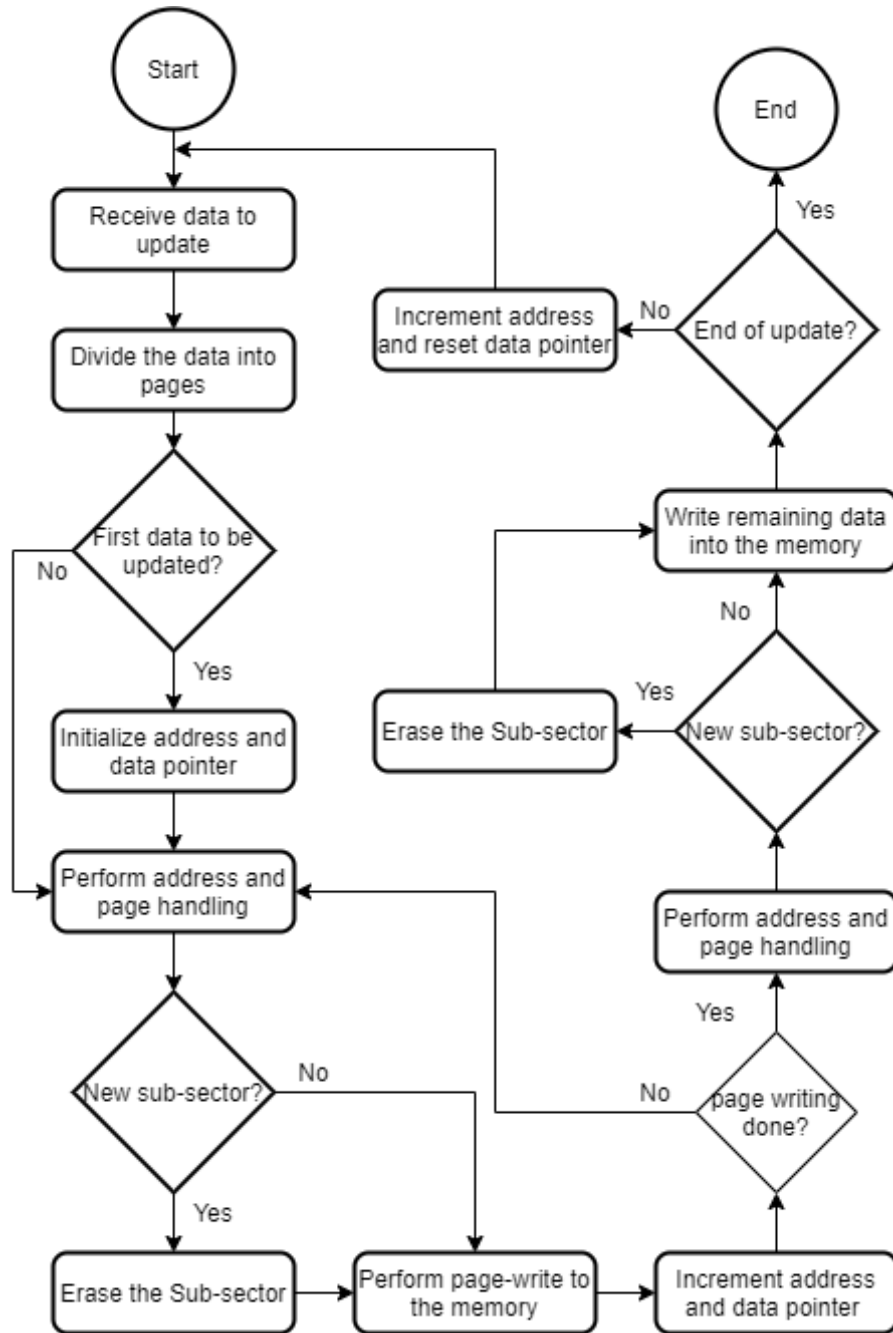 Start
Receive data to
update
Divide the data into
pages
First data to be
updated?
No
Yes
Initialize address and
data pointer
Perform address and
page handling
New sub-sector?
No
Yes
Erase the Sub-sector
Perform page-write to
the memory
Increment address
and data pointer
page writing
done?
No
Yes
Perform address and
page handling
New sub-sector?
Yes
Erase the Sub-sector
No
Write remaining data
into the memory
End of update?
No
Increment address
and reset data pointer
Yes
End